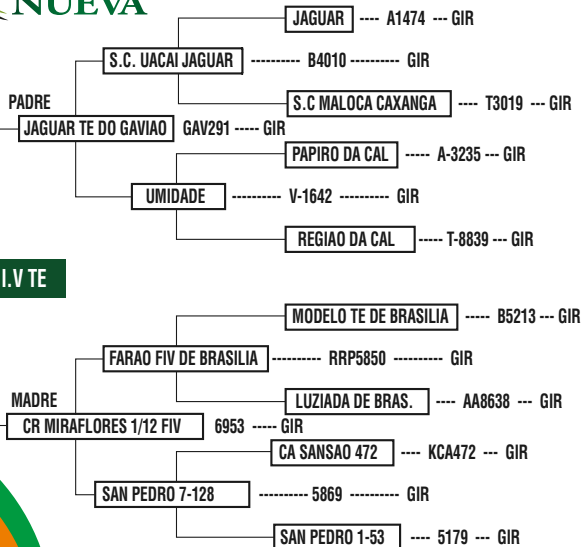 NUEVA
JAGUAR ---- A1474 --- GIR
S.C. UACAI JAGUAR ---------- B4010 ---------- GIR
PADRE
S.C MALOCA CAXANGA ---- T3019 --- GIR
JAGUAR TE DO GAVIAO GAV291 ----- GIR
PAPIRO DA CAL ----- A-3235 --- GIR
UMIDADE ---------- V-1642 ---------- GIR
REGIAO DA CAL ----- T-8839 --- GIR
I.V TE
MODELO TE DE BRASILIA ----- B5213 --- GIR
FARAO FIV DE BRASILIA ---------- RRP5850 ---------- GIR
MADRE
LUZIADA DE BRAS. ---- AA8638 --- GIR
CR MIRAFLORES 1/12 FIV 6953 ----- GIR
CA SANSAO 472 ---- KCA472 --- GIR
SAN PEDRO 7-128 ---------- 5869 ---------- GIR
SAN PEDRO 1-53 ---- 5179 --- GIR